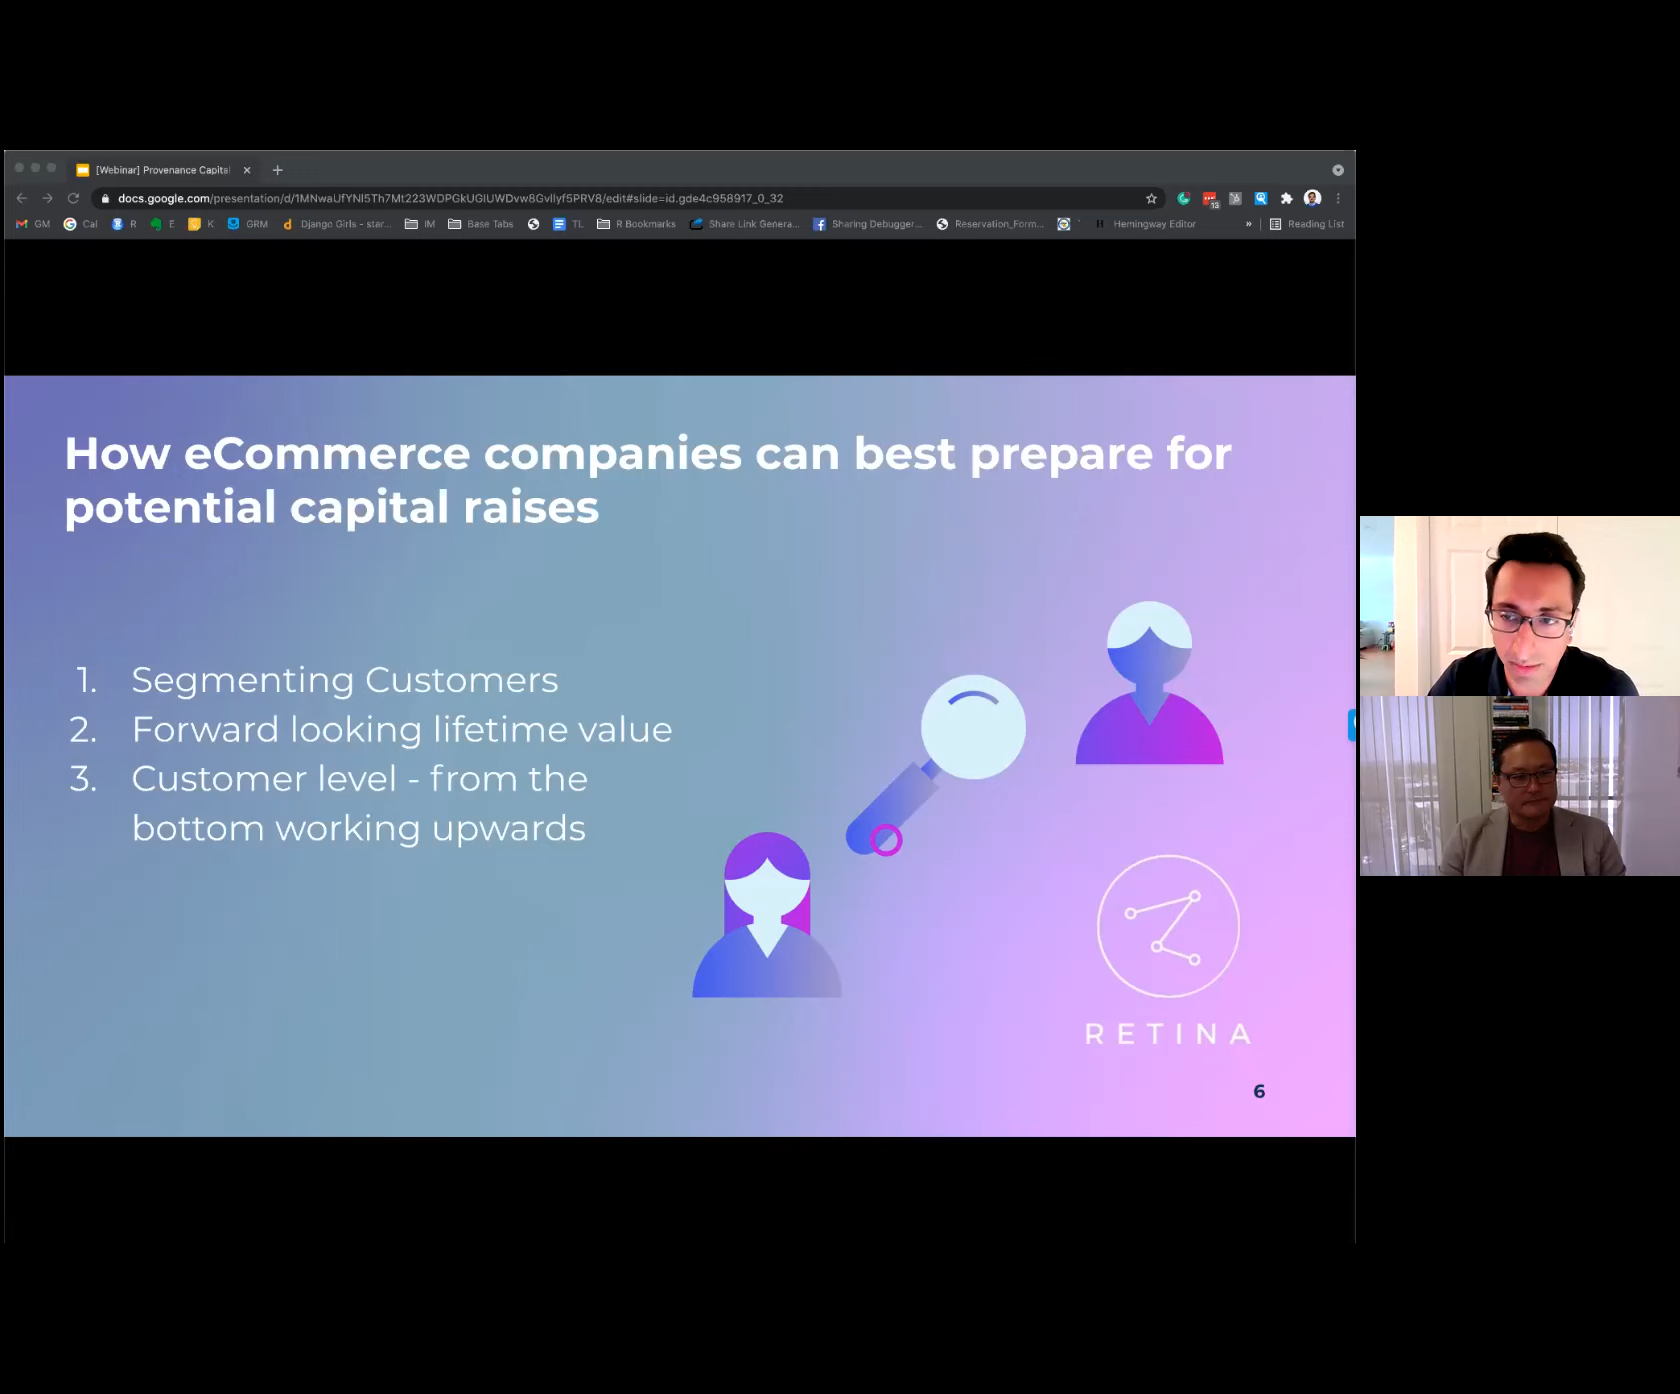 [Webinar] Provenance Capital
docs.google.com/presentation/d/1MNwaUfYNl5Th7Mt223WDPGkUGIUWDvw8Gvllyf5PRV8/edit#slide=id.gde4c958917_0_32
13
GM Cal R E K GRM Django Girls - star... IM Base Tabs TL R Bookmarks Share Link Genera... Sharing Debugger... Reservation_Form... H Hemingway Editor » Reading List
How eCommerce companies can best prepare for
potential capital raises
1. Segmenting Customers
2. Forward looking lifetime value
3. Customer level - from the
bottom working upwards
RETINA
6